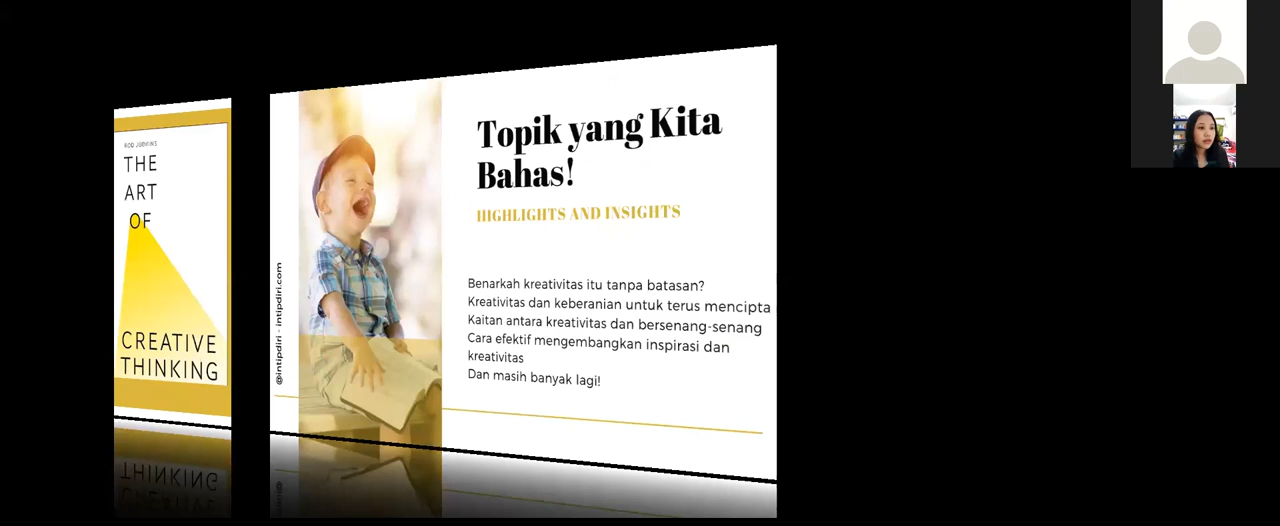 ROD JUDKINS
THE
ART
OF
CREATIVE
THINKING
@intipdiri - intipdiri.com
Topik yang Kita
Bahas!
HIGHLIGHTS AND INSIGHTS
Benarkah kreativitas itu tanpa batasan?
Kreativitas dan keberanian untuk terus mencipta
Kaitan antara kreativitas dan bersenang-senang
Cara efektif mengembangkan inspirasi dan
kreativitas
Dan masih banyak lagi!